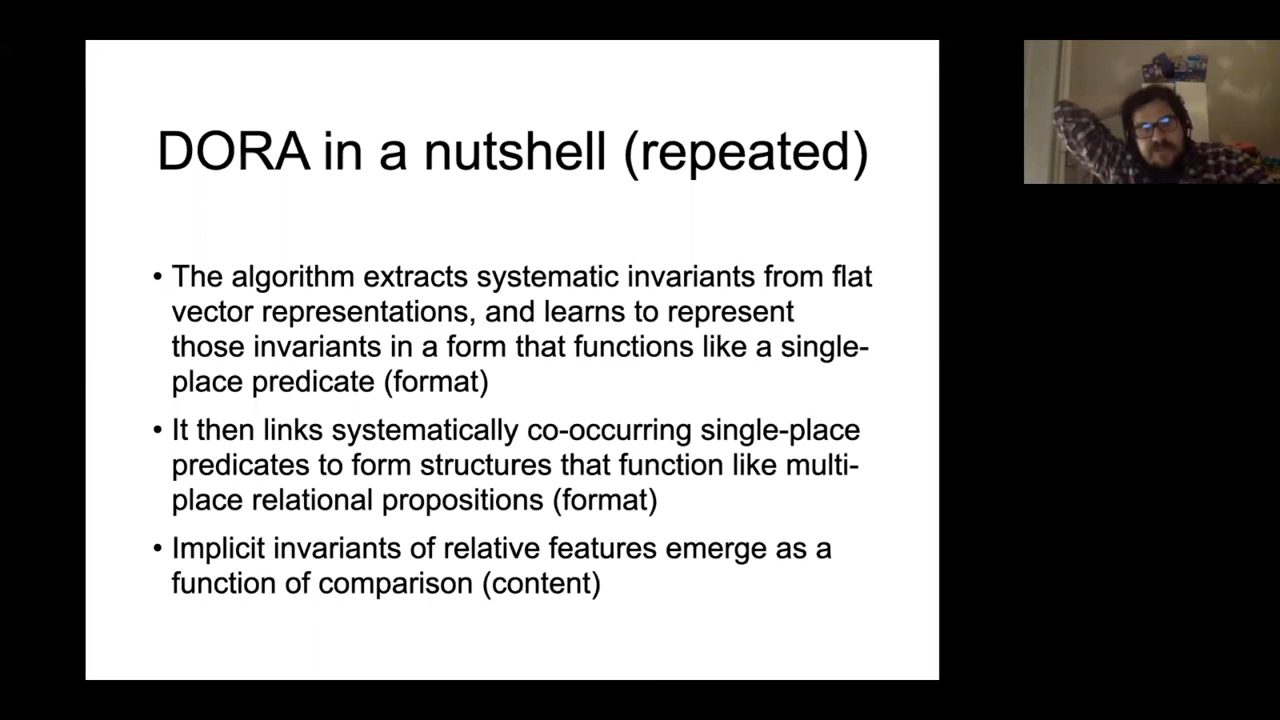 DORA in a nutshell (repeated)
• The algorithm extracts systematic invariants from flat
vector representations, and learns to represent
those invariants in a form that functions like a single-
place predicate (format)
• It then links systematically co-occurring single-place
predicates to form structures that function like multi-
place relational propositions (format)
• Implicit invariants of relative features emerge as a
function of comparison (content)